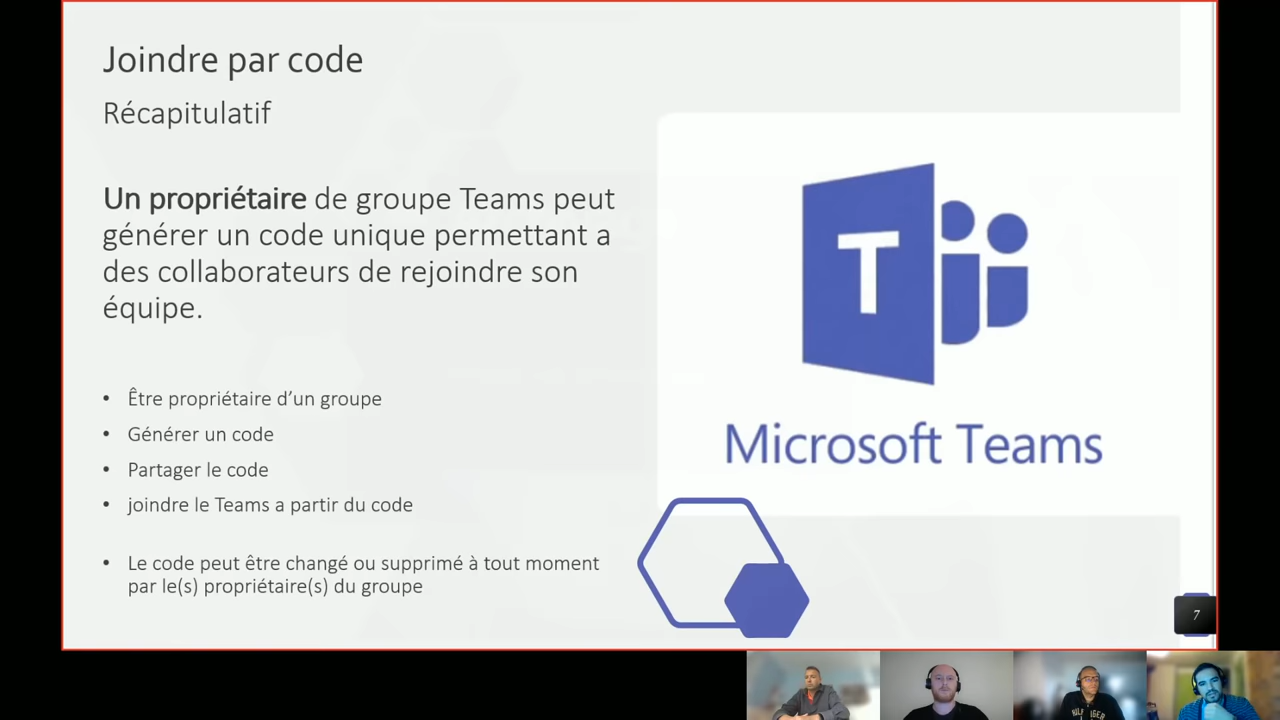 Joindre par code
Récapitulatif
Un propriétaire de groupe Teams peut
générer un code unique permettant a
des collaborateurs de rejoindre son
équipe.
• Être propriétaire d’un groupe
• Générer un code
• Partager le code
• joindre le Teams a partir du code
• Le code peut être changé ou supprimé à tout moment
par le(s) propriétaire(s) du groupe
T
Microsoft Teams
7